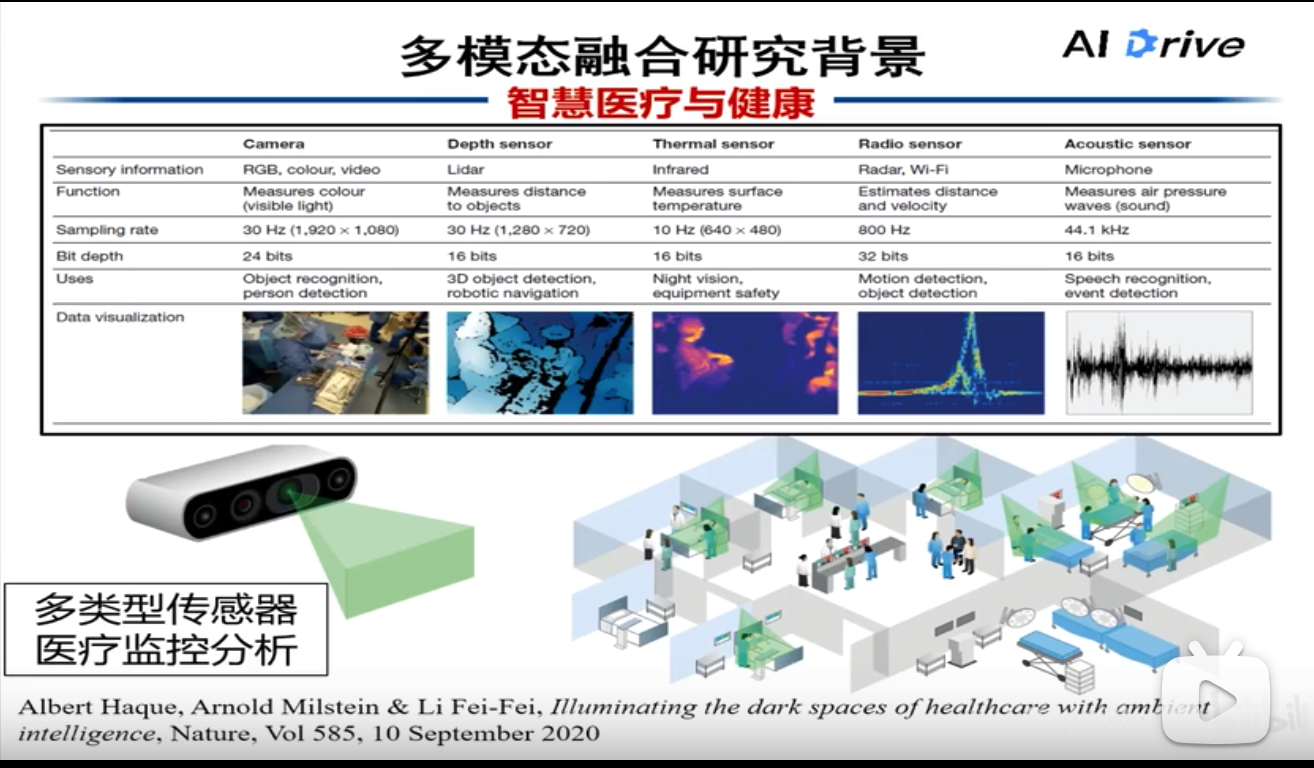 多模态融合研究背景
AI Drive
智慧医疗与健康
Camera Depth sensor Thermal sensor Radio sensor Acoustic sensor
Sensory information RGB, colour, video Lidar Infrared Radar, Wi-Fi Microphone
Function Measures colour Measures distance Measures surface Estimates distance Measures air pressure
(visible light) to objects temperature and velocity waves (sound)
Sampling rate 30 Hz (1,920 × 1,080) 30 Hz (1,280 × 720) 10 Hz (640 × 480) 800 Hz 44.1 kHz
Bit depth 24 bits 16 bits 16 bits 32 bits 16 bits
Uses Object recognition, 3D object detection, Night vision, Motion detection, Speech recognition,
person detection robotic navigation equipment safety object detection event detection
Data visualization
多类型传感器
医疗监控分析
Albert Haque, Arnold Milstein & Li Fei-Fei, Illuminating the dark spaces of healthcare with ambient
intelligence, Nature, Vol 585, 10 September 2020